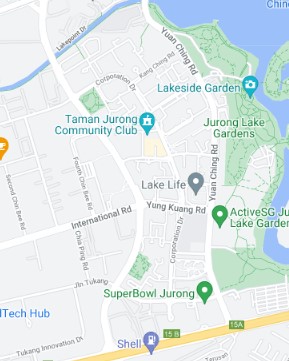 Chine
Lakepoint Dr
Yuan Ching Rd
Kang Ching Rd
Corporation Dr
Lakeside Garden
Taman Jurong
Community Club
Jurong Lake
Gardens
Second Chin Bee Rd
Fourth Chin Bee Rd
Lake Life
Yuan Ching Rd
Yung Kuang Rd
International Rd
ActiveSG Ju
Lake Garden
Chia Ping Rd
Corporation Dr
Jln Tukang
SuperBowl Jurong
lTech Hub
15 B
15A
Shell
Tukang Innovation Dr